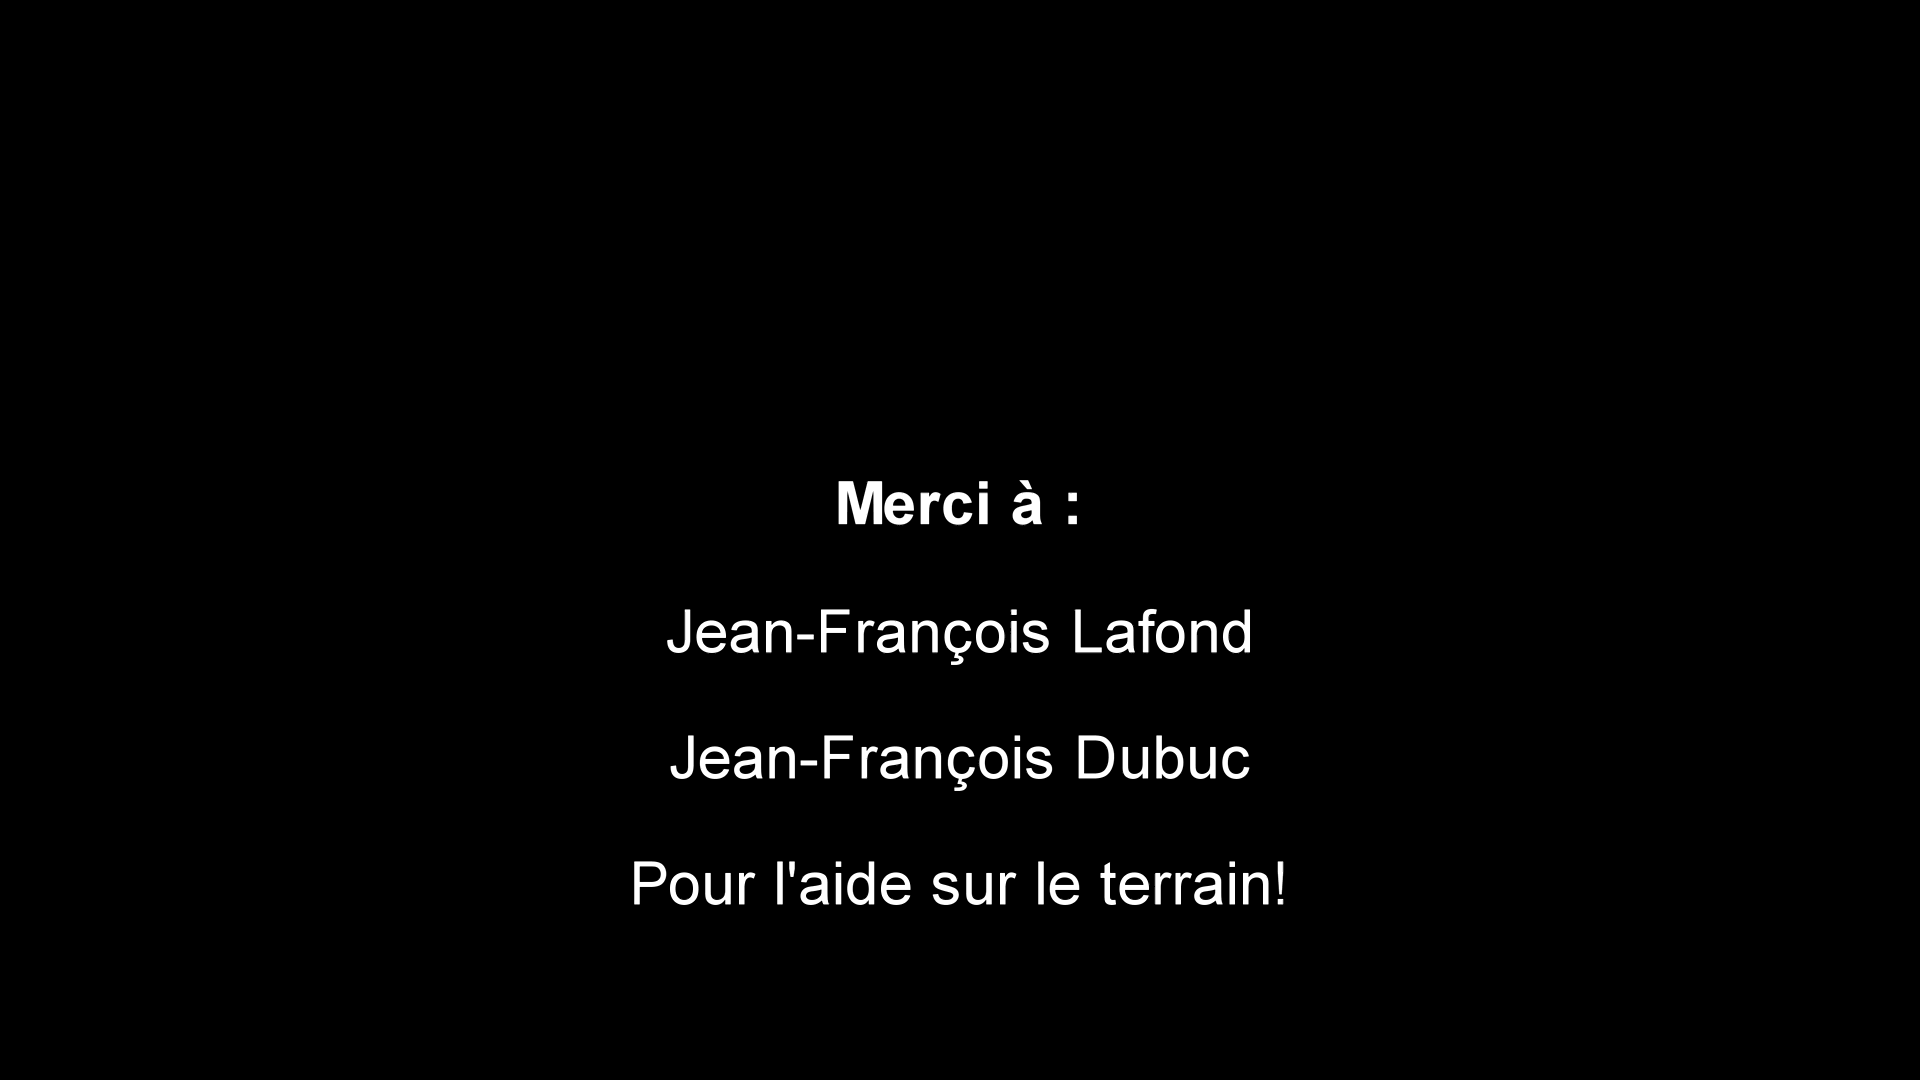 Merci à :
Jean-François Lafond
Jean-François Dubuc
Pour l'aide sur le terrain!